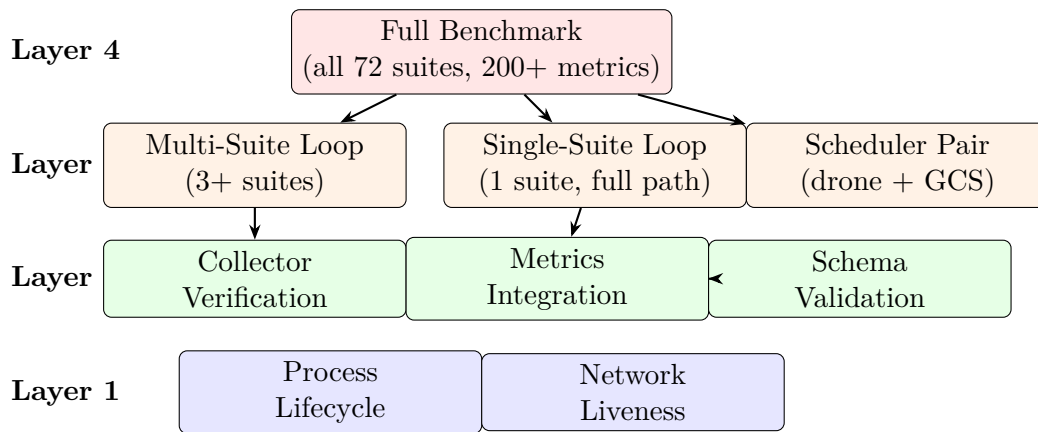 Layer 4
Full Benchmark
(all 72 suites, 200+ metrics)
Layer
Multi-Suite Loop
(3+ suites)
Single-Suite Loop
(1 suite, full path)
Scheduler Pair
(drone + GCS)
Layer
Collector
Verification
Metrics
Integration
Schema
Validation
Layer 1
Process
Lifecycle
Network
Liveness